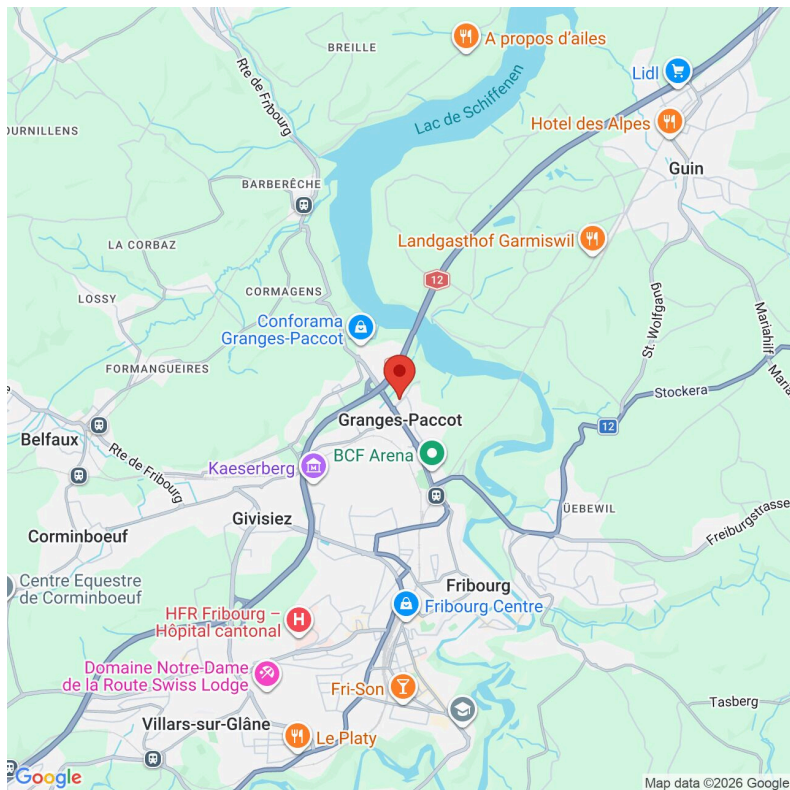 BREILLE
A propos d'ailes
Lidl
Rte de Fribourg
Lac de Schiffenen
Hotel des Alpes
OURNILLENS
Guin
BARBERÊCHE
LA CORBAZ
Landgasthof Garmiswil
12
CORMAGENS
LOSSY
St. Wolfgang
Mariahilf
Maria
Conforama
Granges-Paccot
FORMANGUEIRES
Stockera
Granges-Paccot
12
Belfaux
BCF Arena
Kaeserberg
Rte de Fribourg
Givisiez
ÜEBEWIL
Freiburgstrasse
Corminboeuf
Centre Equestre
de Corminboeuf
Fribourg
Fribourg Centre
HFR Fribourg –
Hôpital cantonal
H
Domaine Notre-Dame
de la Route Swiss Lodge
Fri-Son
Tasberg
Villars-sur-Glâne
Le Platy
Google
Map data ©2026 Google